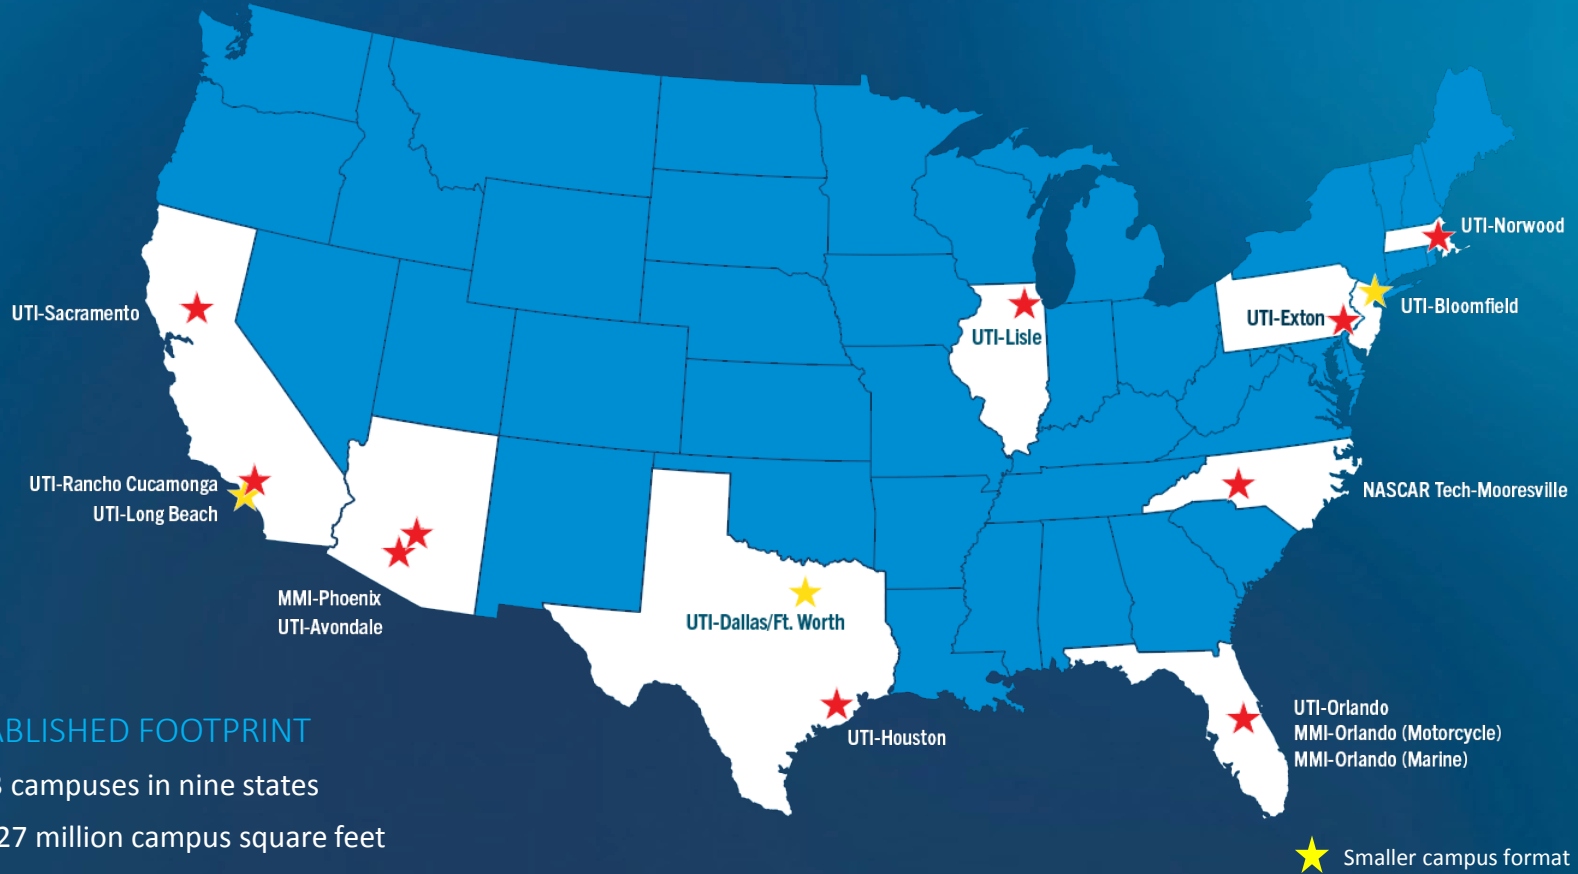 UTI-Norwood
UTI-Bloomfield
UTI-Sacramento
UTI-Exton
UTI-Lisle
UTI-Rancho Cucamonga
UTI-Long Beach
NASCAR Tech-Mooresville
MMI-Phoenix
UTI-Avondale
UTI-Dallas/Ft. Worth
UTI-Houston
UTI-Orlando
MMI-Orlando (Motorcycle)
MMI-Orlando (Marine)
ABLISHED FOOTPRINT
campuses in nine states
27 million campus square feet
Smaller campus format